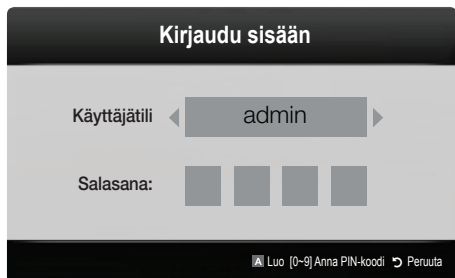 Kirjaudu sisään
Käyttäjätili admin
Salasana:
A Luo [0~9] Anna PIN-koodi Peruuta